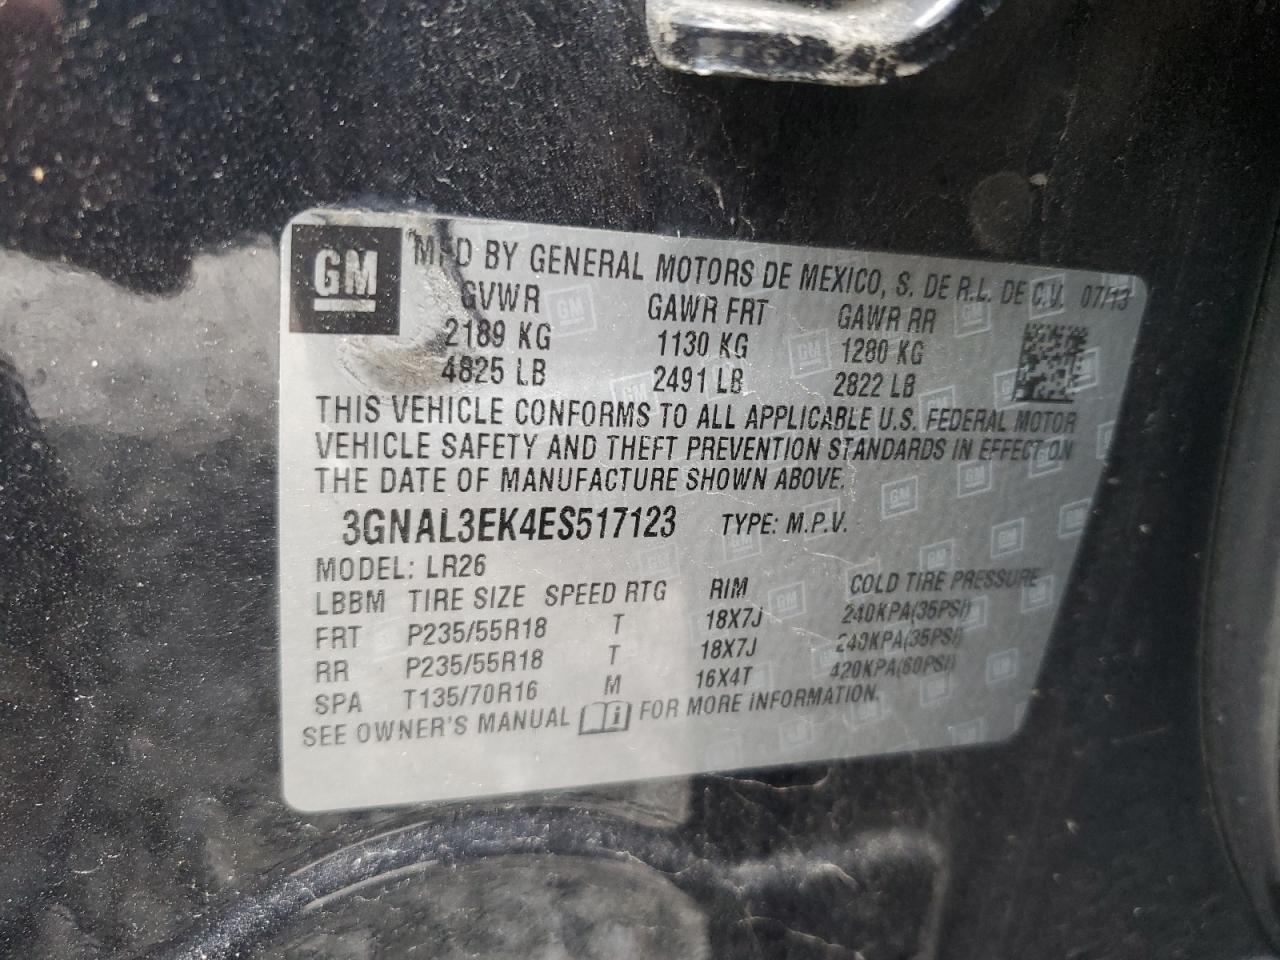 GM
MFD BY GENERAL MOTORS DE MEXICO, S. DE R.L. DE C.V. 07/13
GVWR GAWR FRT GAWR RR
2189 KG 1130 KG 1280 KG
4825 LB 2491 LB 2822 LB
THIS VEHICLE CONFORMS TO ALL APPLICABLE U.S. FEDERAL MOTOR
VEHICLE SAFETY AND THEFT PREVENTION STANDARDS IN EFFECT ON
THE DATE OF MANUFACTURE SHOWN ABOVE.
3GNAL3EK4ES517123 TYPE: M.P.V.
MODEL: LR26
LBBM TIRE SIZE SPEED RTG RIM COLD TIRE PRESSURE
FRT P235/55R18 T 18X7J 240KPA(35PSI)
RR P235/55R18 T 18X7J 240KPA(35PSI)
SPA T135/70R16 M 16X4T 420KPA(60PSI)
SEE OWNER'S MANUAL i FOR MORE INFORMATION.